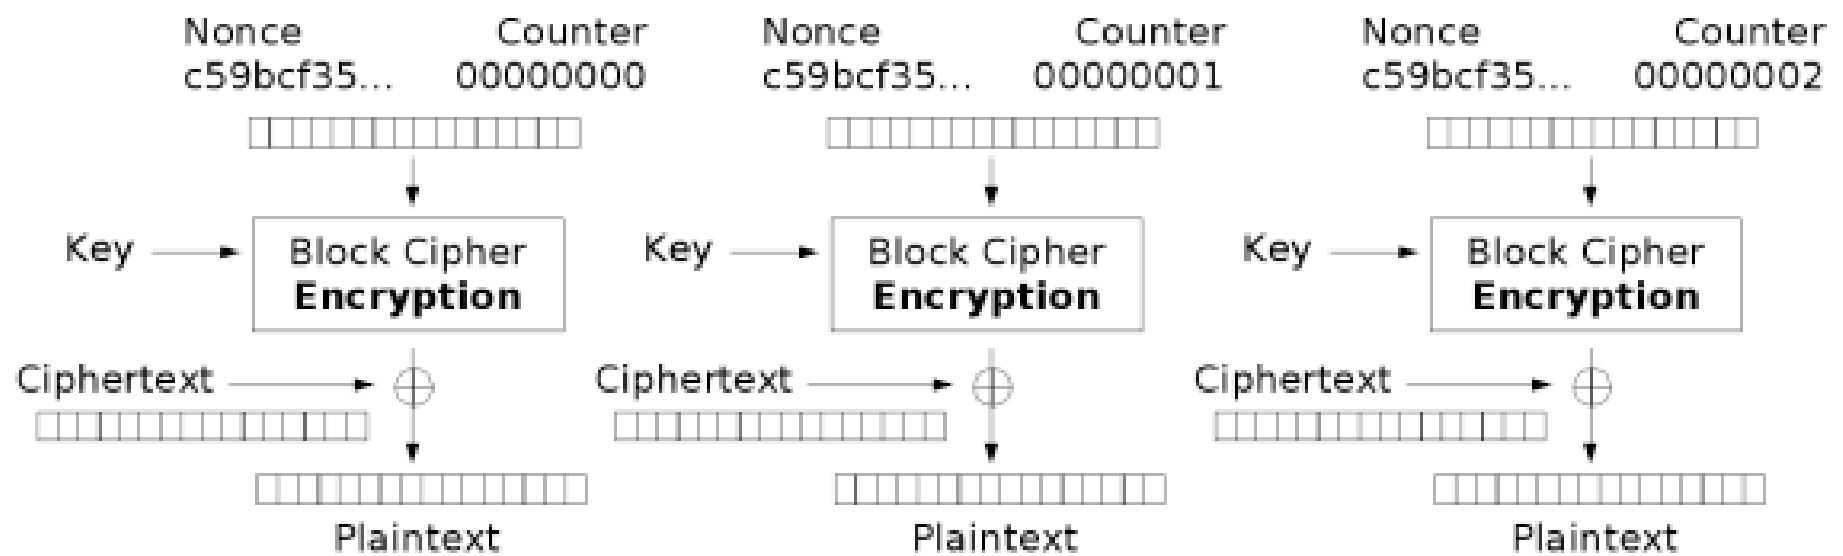 Nonce Counter Nonce Counter Nonce Counter
c59bcf35... 00000000 c59bcf35... 00000001 c59bcf35... 00000002
Key Block Cipher Key Block Cipher Key Block Cipher
Encryption Encryption Encryption
Ciphertext Ciphertext Ciphertext
Plaintext Plaintext Plaintext